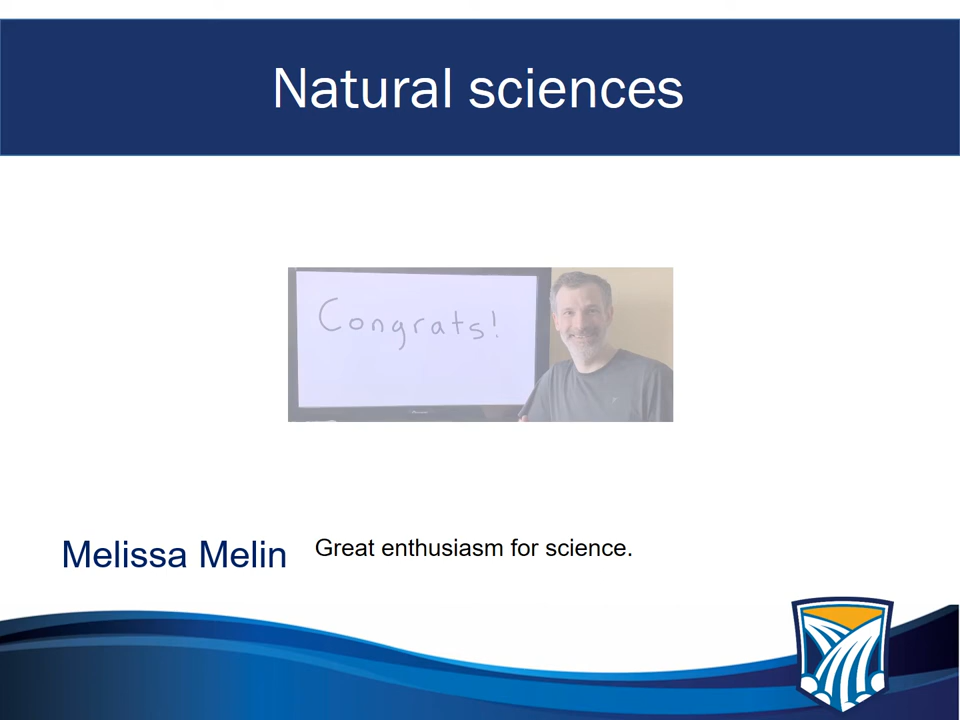 Natural sciences
Congrats!
Melissa Melin
Great enthusiasm for science.